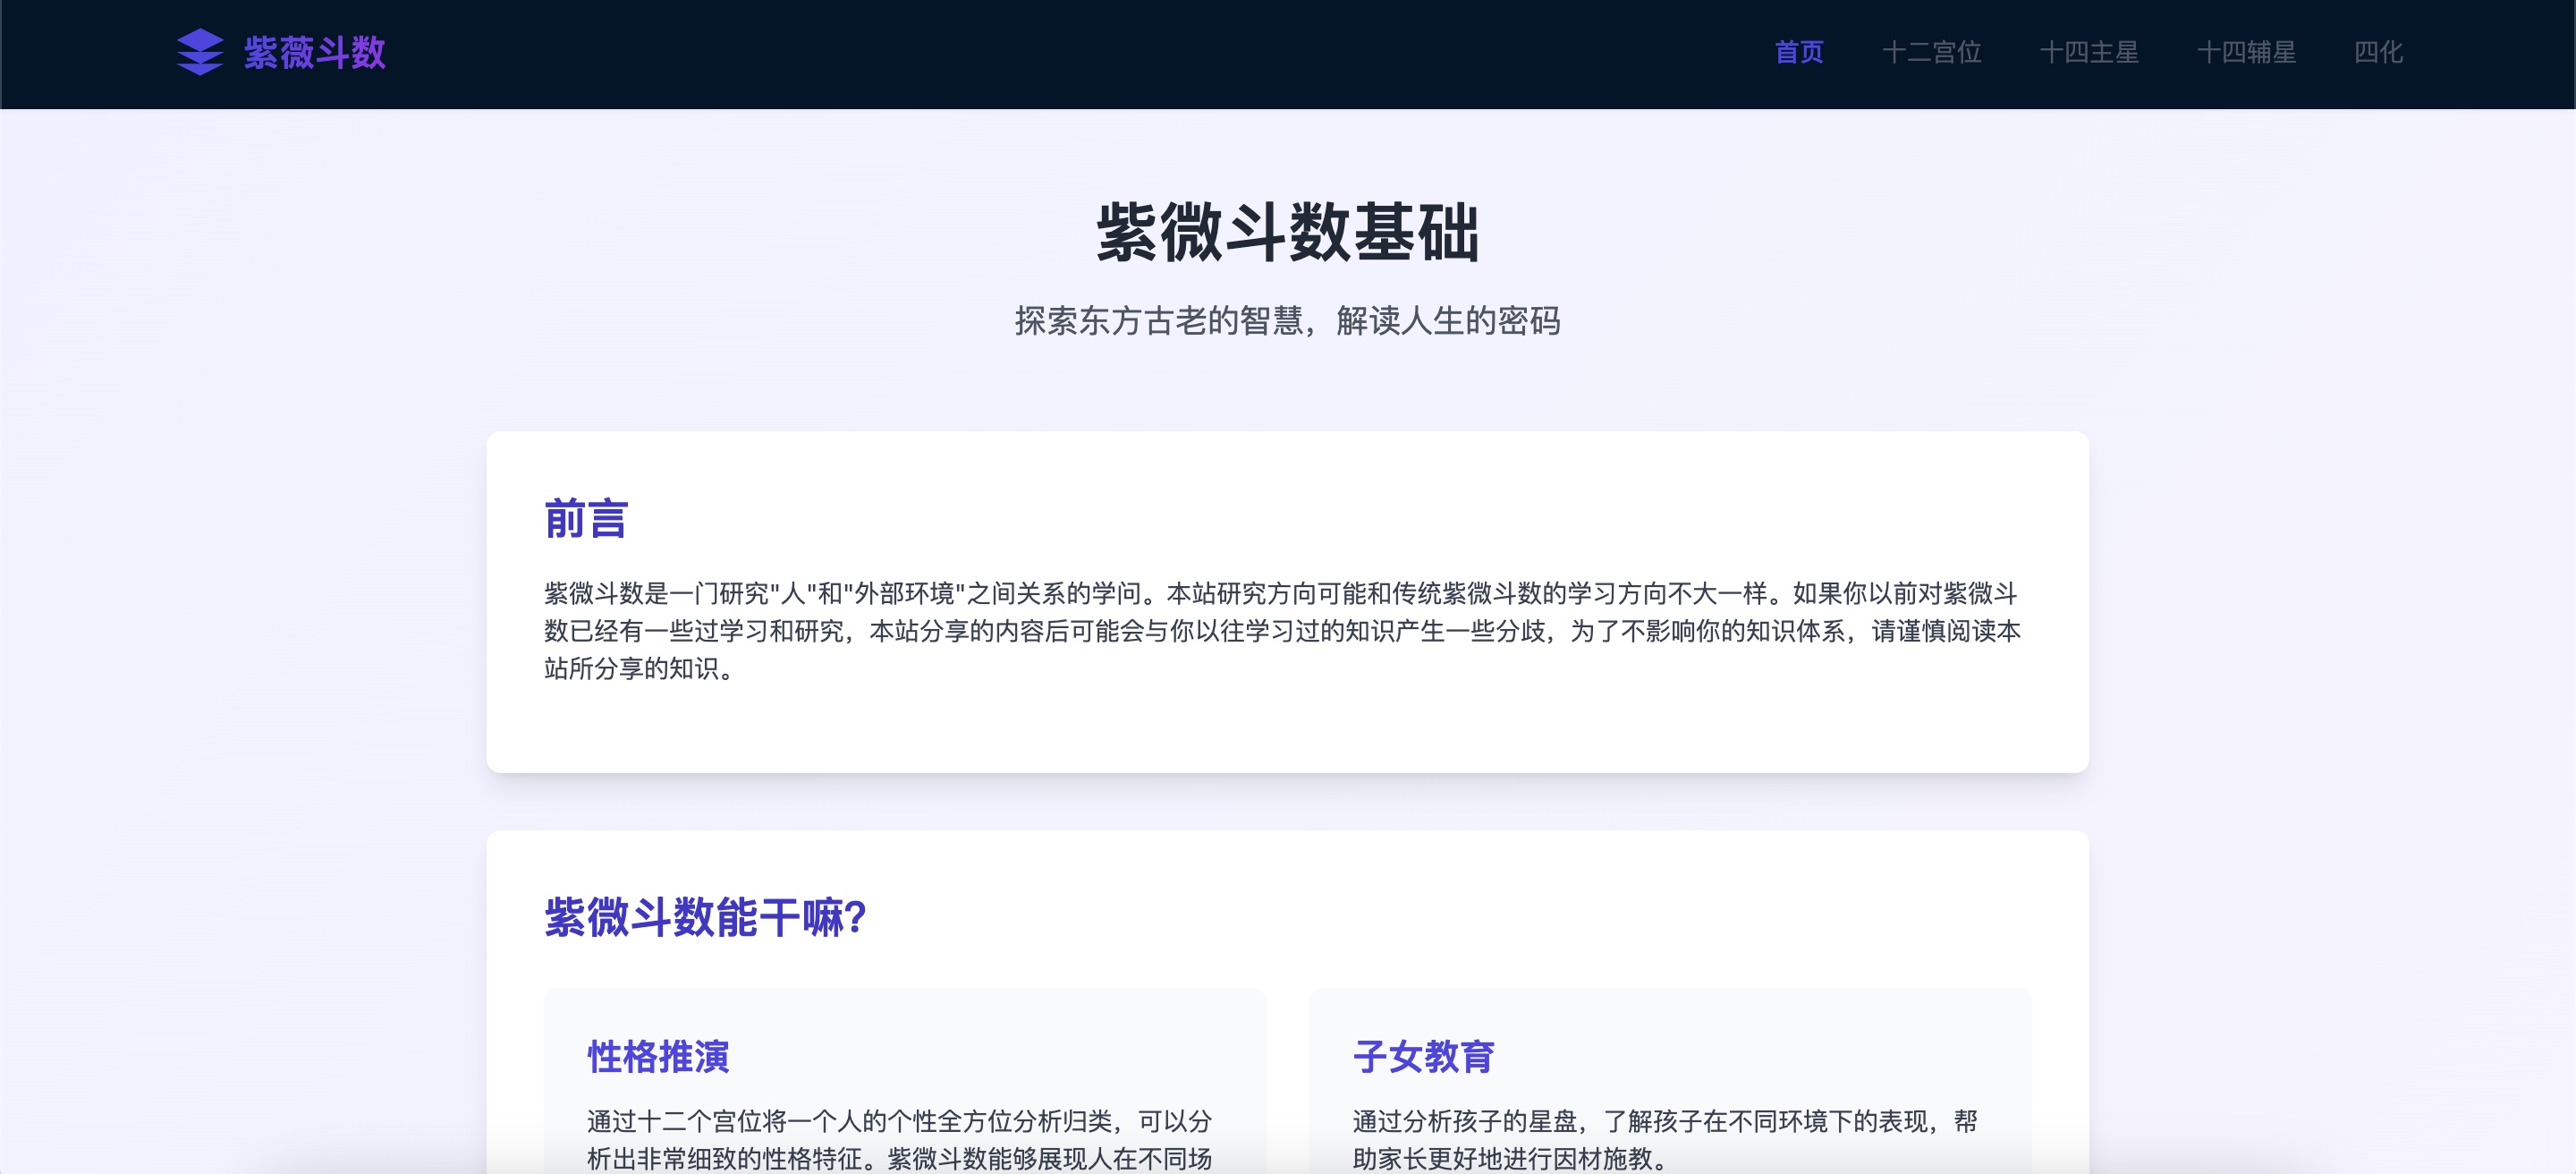 紫薇斗数
首页
十二宫位
十四主星
十四辅星
四化
紫微斗数基础
探索东方古老的智慧，解读人生的密码
前言
紫微斗数是一门研究"人"和"外部环境"之间关系的学问。本站研究方向可能和传统紫微斗数的学习方向不大一样。如果你以前对紫微斗
数已经有一些过学习和研究，本站分享的内容后可能会与你以往学习过的知识产生一些分歧，为了不影响你的知识体系，请谨慎阅读本
站所分享的知识。
紫微斗数能干嘛?
性格推演
通过十二个宫位将一个人的个性全方位分析归类，可以分
析出非常细致的性格特征。紫微斗数能够展现人在不同场
子女教育
通过分析孩子的星盘，了解孩子在不同环境下的表现，帮
助家长更好地进行因材施教。